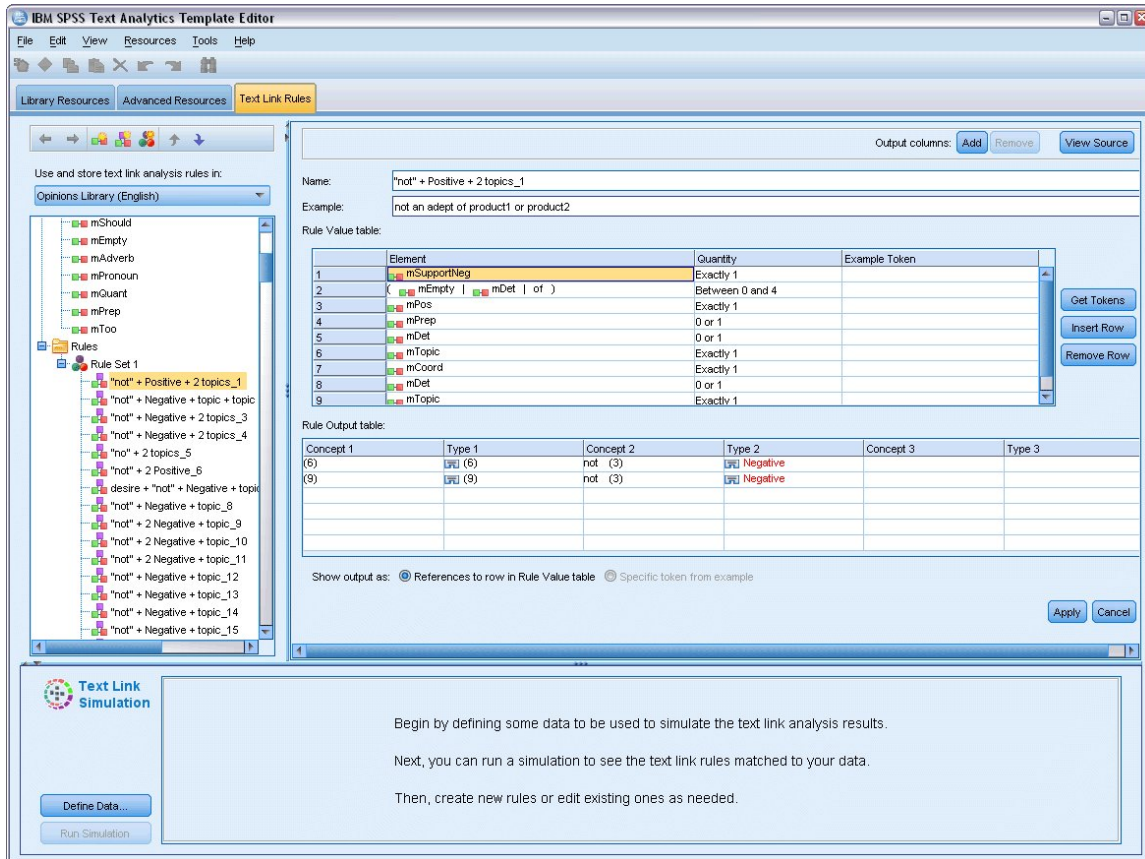 IBM SPSS Text Analytics Template Editor
File Edit View Resources Tools Help
Library Resources Advanced Resources Text Link Rules
Output columns: Add Remove View Source
Use and store text link analysis rules in:
Opinions Library (English)
mShould
mEmpty
mAdverb
mPronoun
mQuant
mPrep
mToo
Rules
Rule Set 1
"not" + Positive + 2 topics_1
"not" + Negative + topic + topic
"not" + Negative + 2 topics_3
"not" + Negative + 2 topics_4
"no" + 2 topics_5
"not" + 2 Positive_6
desire + "not" + Negative + topic
"not" + Negative + topic_8
"not" + 2 Negative + topic_9
"not" + 2 Negative + topic_10
"not" + 2 Negative + topic_11
"not" + Negative + topic_12
"not" + Negative + topic_13
"not" + Negative + topic_14
"not" + Negative + topic_15
Name: "not" + Positive + 2 topics_1
Example: not an adept of product1 or product2
Rule Value table:
Element Quantity Example Token
1 mSupportNeg Exactly 1
2 ( mEmpty | mDet | of ) Between 0 and 4
3 mPos Exactly 1
4 mPrep 0 or 1
5 mDet 0 or 1
6 mTopic Exactly 1
7 mCoord Exactly 1
8 mDet 0 or 1
9 mTopic Exactly 1
Get Tokens
Insert Row
Remove Row
Rule Output table:
Concept 1 Type 1 Concept 2 Type 2 Concept 3 Type 3
(6) (6) not (3) Negative
(9) (9) not (3) Negative
Show output as: References to row in Rule Value table Specific token from example
Apply Cancel
Text Link
Simulation
Begin by defining some data to be used to simulate the text link analysis results.
Next, you can run a simulation to see the text link rules matched to your data.
Then, create new rules or edit existing ones as needed.
Define Data...
Run Simulation